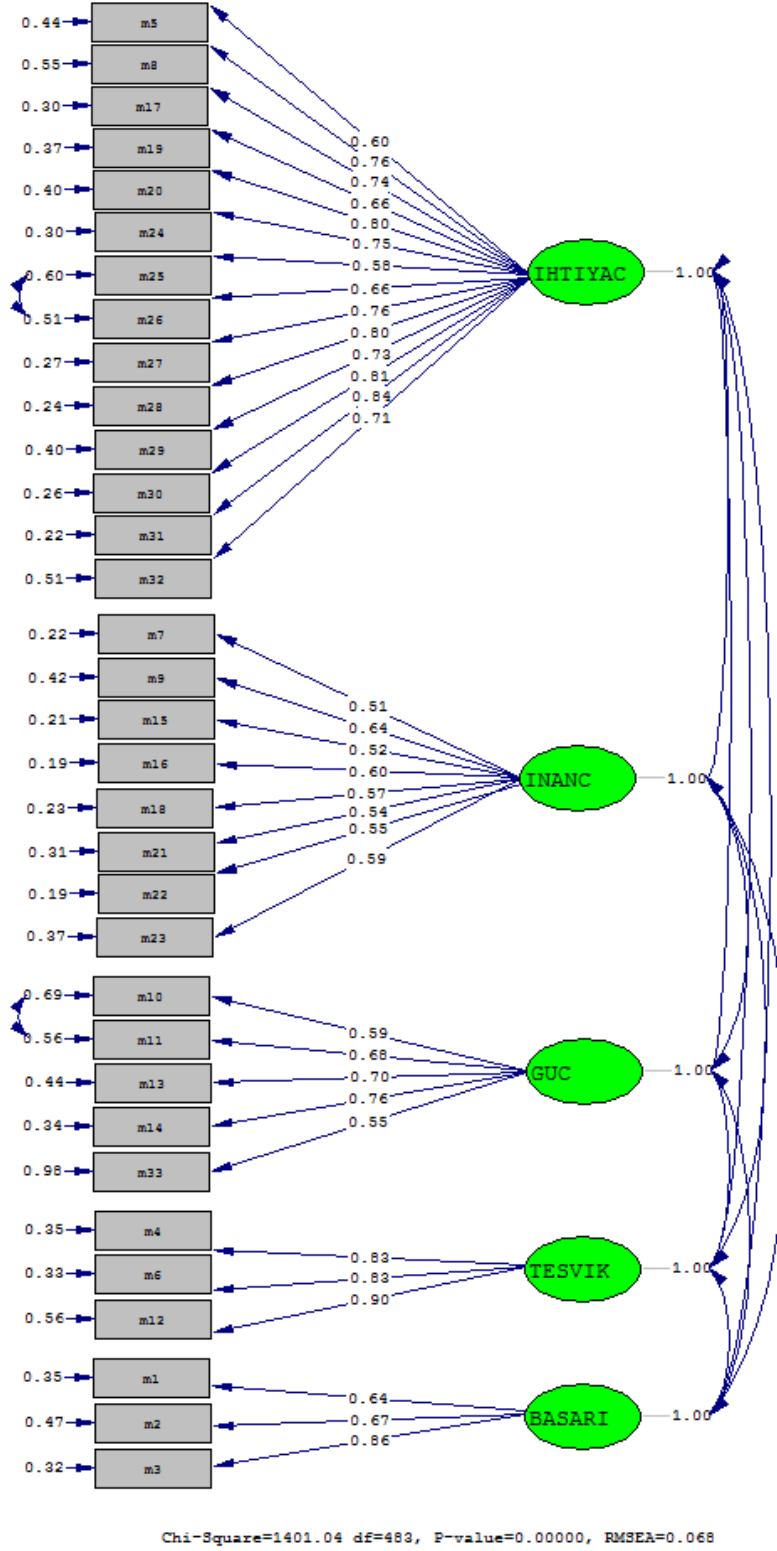 0.44 m5
0.55 m8
0.30 m17
0.37 m19
0.40 m20
0.30 m24
0.60 m25
0.51 m26
0.27 m27
0.24 m28
0.40 m29
0.26 m30
0.22 m31
0.51 m32
0.60
0.76
0.74
0.66
0.80
0.75
0.58
0.66
0.76
0.80
0.73
0.81
0.84
0.71
IHTIYAC 1.00
0.22 m7
0.42 m9
0.21 m15
0.19 m16
0.23 m18
0.31 m21
0.19 m22
0.37 m23
0.51
0.64
0.52
0.60
0.57
0.54
0.55
0.59
INANC 1.00
0.69 m10
0.56 m11
0.44 m13
0.34 m14
0.98 m33
0.59
0.68
0.70
0.76
0.55
GUC 1.00
0.35 m4
0.33 m6
0.56 m12
0.83
0.83
0.90
TESVIK 1.00
0.35 m1
0.47 m2
0.32 m3
0.64
0.67
0.86
BASARI 1.00
Chi-Square=1401.04 df=483, P-value=0.00000, RMSEA=0.068